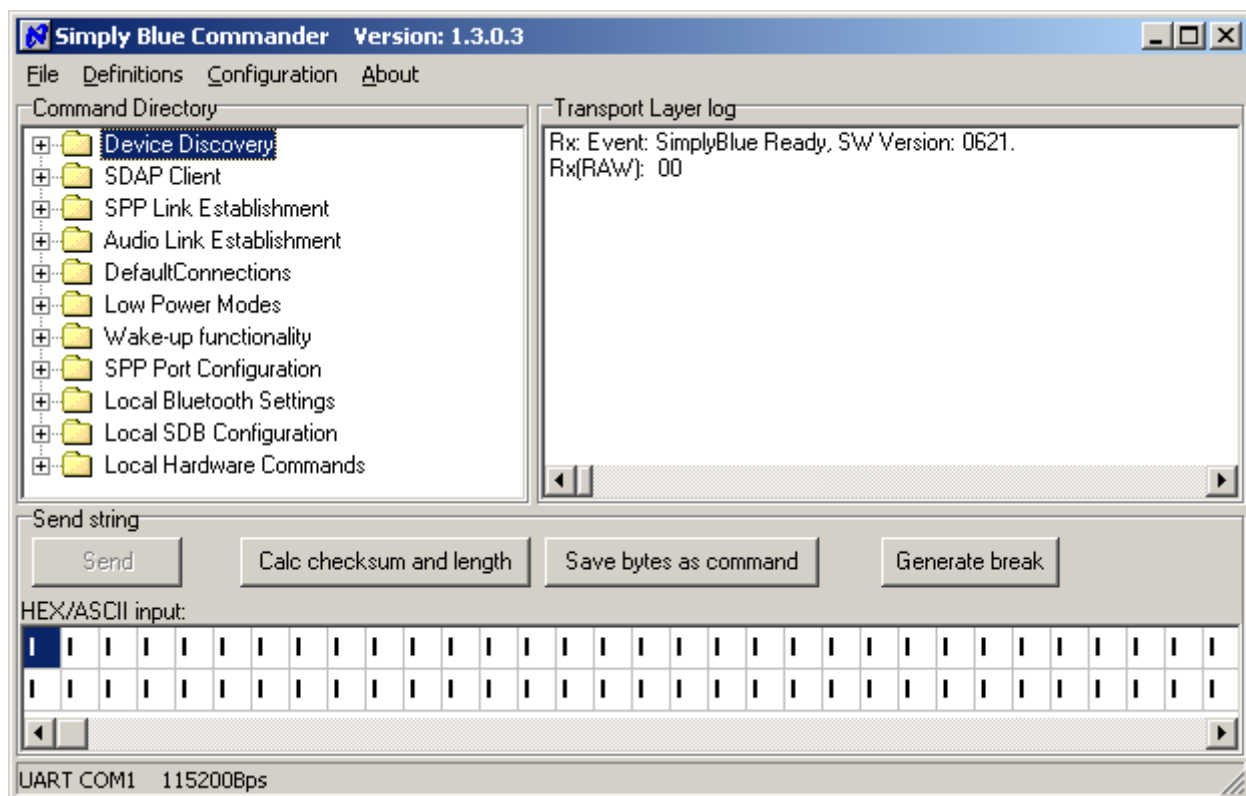 Simply Blue Commander Version: 1.3.0.3
File Definitions Configuration About
Command Directory
Device Discovery
SDAP Client
SPP Link Establishment
Audio Link Establishment
DefaultConnections
Low Power Modes
Wake-up functionality
SPP Port Configuration
Local Bluetooth Settings
Local SDB Configuration
Local Hardware Commands
Transport Layer log
Rx: Event: SimplyBlue Ready, SW Version: 0621.
Rx(RAW): 00
Send string
Send Calc checksum and length Save bytes as command Generate break
HEX/ASCII input:
I I I I I I I I I I I I I I I I I I I I I I I I I I I I I I I I
I I I I I I I I I I I I I I I I I I I I I I I I I I I I I I I I
UART COM1 115200Bps